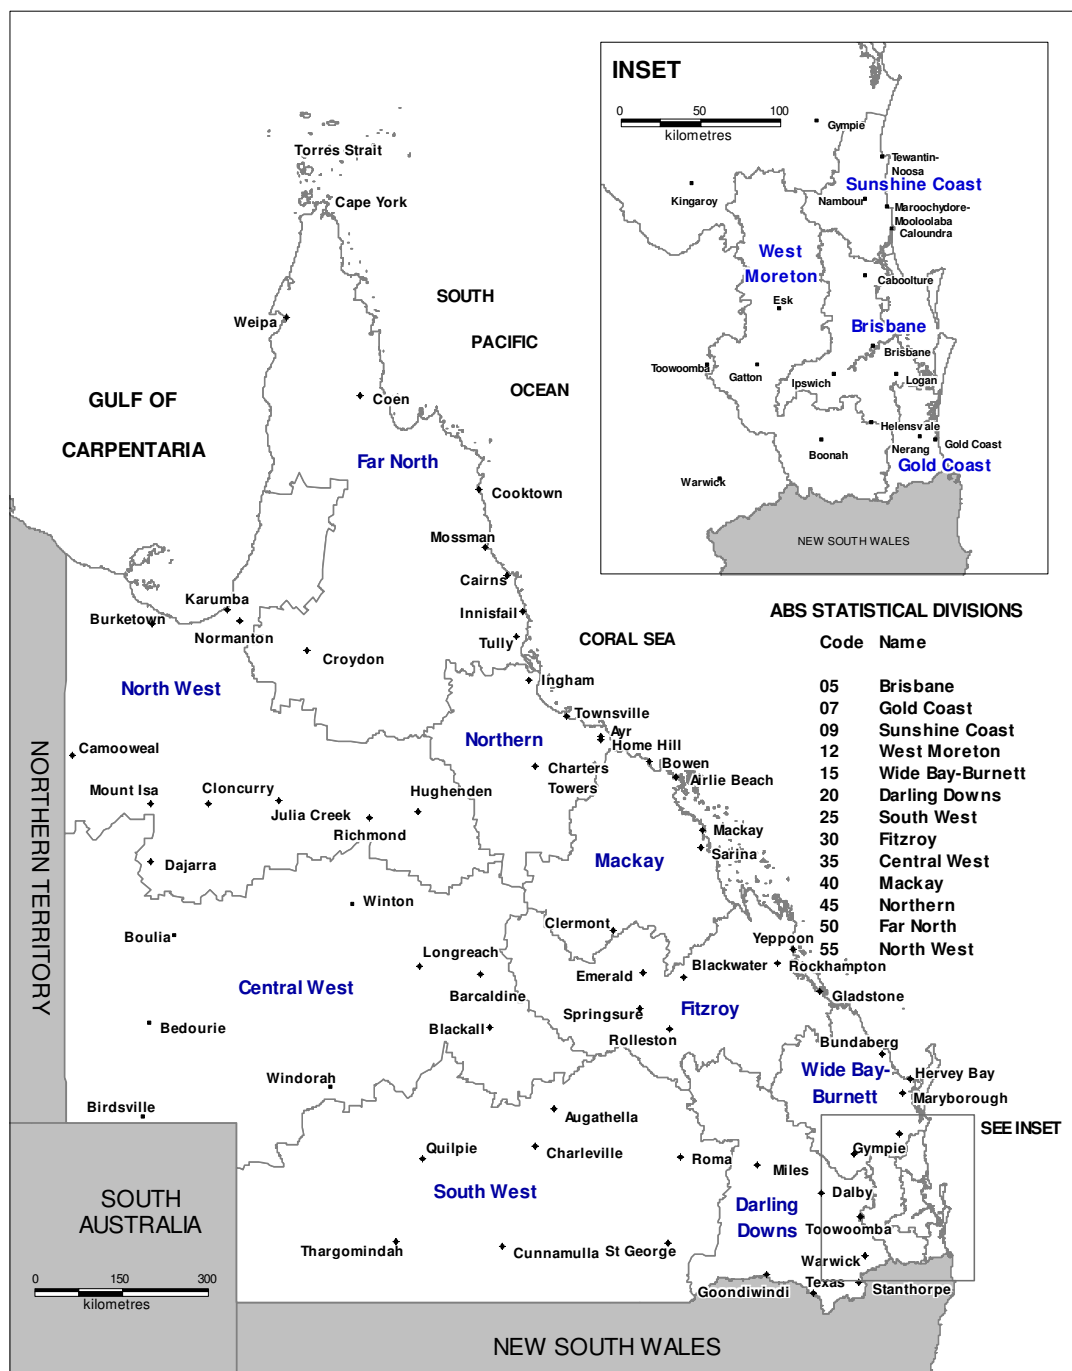 INSET
0 50 100
kilometres
Gympie
Tewantin-
Noosa
Sunshine Coast
Kingaroy
Nambour
Maroochydore-
Mooloolaba
Caloundra
West
Moreton
Caboolture
Esk
Brisbane
Brisbane
Toowoomba
Gatton
Ipswich
Logan
Helensvale
Gold Coast
Nerang
Boonah
Gold Coast
Warwick
NEW SOUTH WALES
Torres Strait
Cape York
SOUTH
PACIFIC
OCEAN
Weipa
GULF OF
CARPENTARIA
Coen
Far North
Cooktown
Mossman
Cairns
Karumba
Burketown
Normanton
Innisfail
Tully
CORAL SEA
Croydon
North West
Ingham
Townsville
Northern
Ayr
Home Hill
Camooweal
Charters
Towers
Bowen
Airlie Beach
Mount Isa
Cloncurry
Julia Creek
Richmond
Hughenden
Mackay
Sarina
Mackay
Dajarra
Winton
Clermont
Boulia
Yeppoon
Longreach
Emerald
Blackwater
Rockhampton
Central West
Barcaldine
Gladstone
Springsure
Fitzroy
Bedourie
Blackall
Rolleston
Bundaberg
Wide Bay-
Burnett
Hervey Bay
Maryborough
Windorah
Birdsville
Augathella
SEE INSET
Quilpie
Charleville
Roma
Gympie
Miles
South West
Dalby
Darling
Downs
Toowoomba
Thargomindah
Cunnamulla
St George
Warwick
Texas
Goondiwindi
Stanthorpe
NORTHERN TERRITORY
SOUTH
AUSTRALIA
0 150 300
kilometres
NEW SOUTH WALES
ABS STATISTICAL DIVISIONS
Code Name
05 Brisbane
07 Gold Coast
09 Sunshine Coast
12 West Moreton
15 Wide Bay-Burnett
20 Darling Downs
25 South West
30 Fitzroy
35 Central West
40 Mackay
45 Northern
50 Far North
55 North West